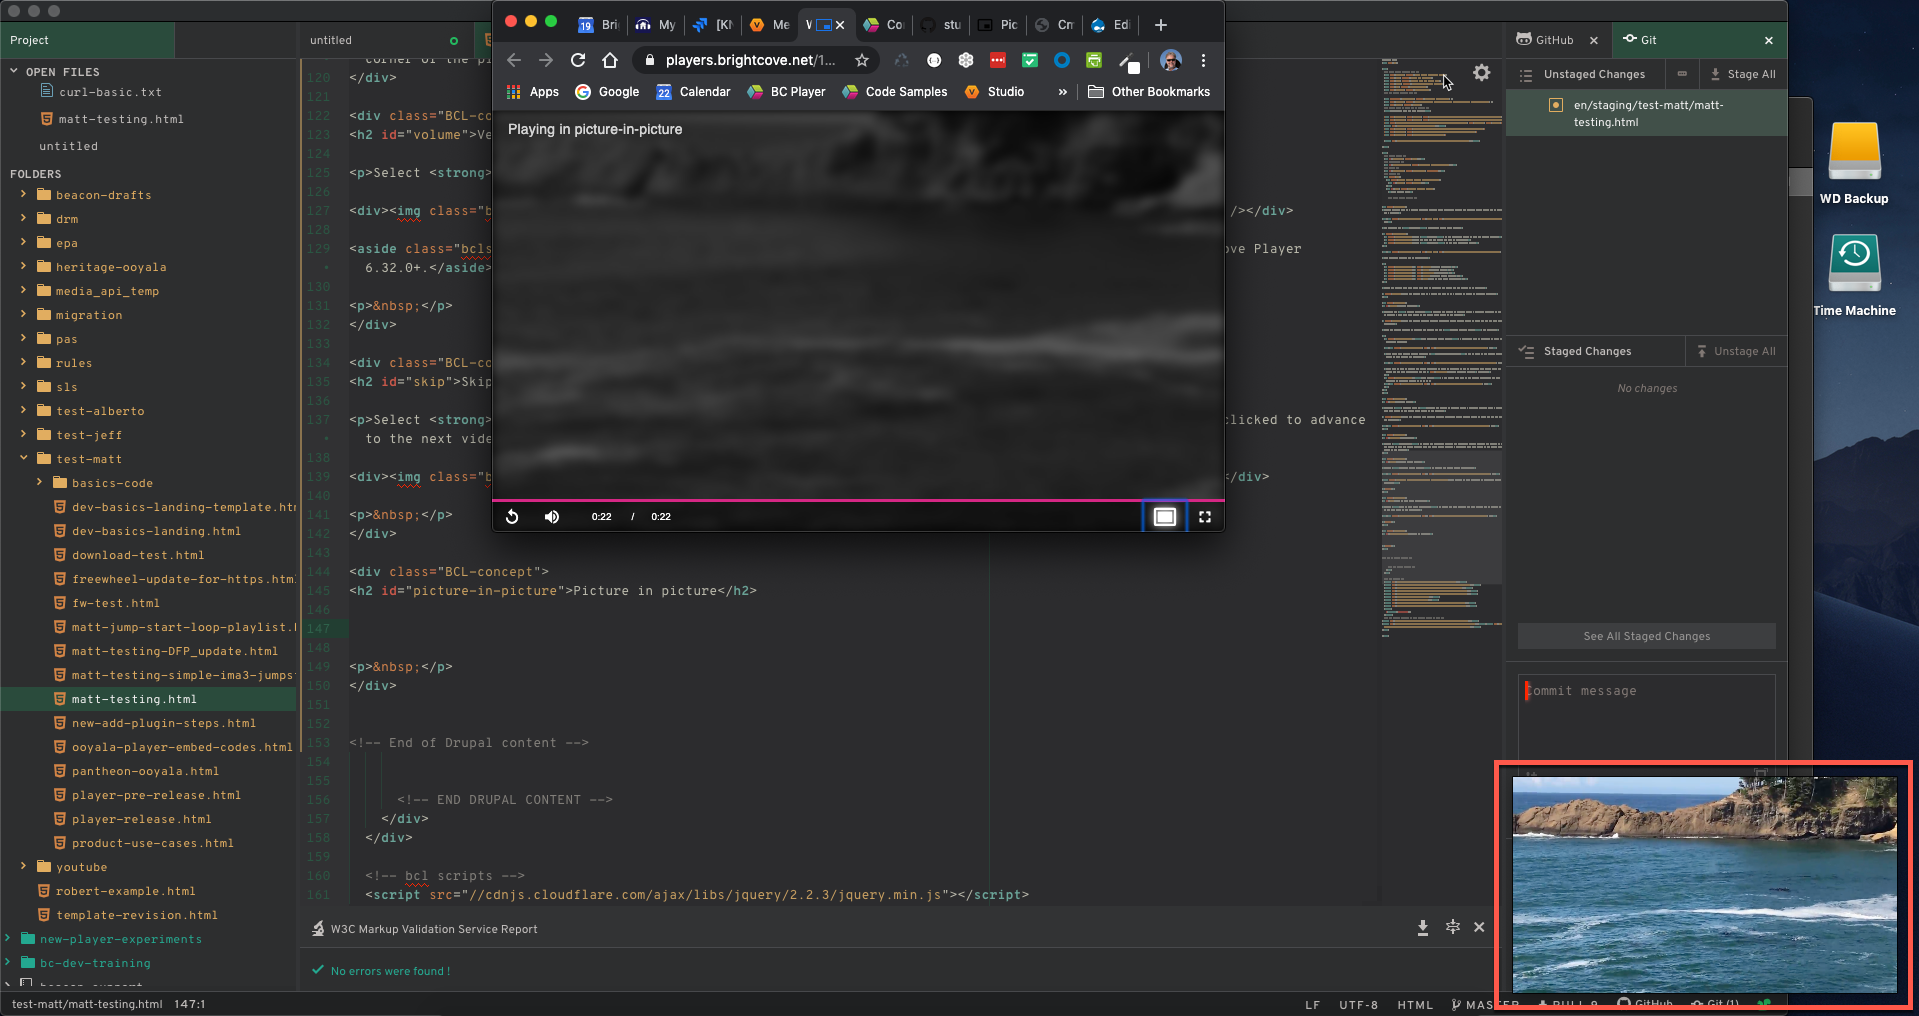 Project
OPEN FILES
curl-basic.txt
matt-testing.html
untitled
FOLDERS
beacon-drafts
drm
epa
heritage-ooyala
media_api_temp
migration
pas
rules
sls
test-alberto
test-jeff
test-matt
basics-code
dev-basics-landing-template.htm
dev-basics-landing.html
download-test.html
freewheel-update-for-https.html
fw-test.html
matt-jump-start-loop-playlist.h
matt-testing-DFP_update.html
matt-testing-simple-ima3-jumpst
matt-testing.html
new-add-plugin-steps.html
ooyala-player-embed-codes.html
pantheon-ooyala.html
player-pre-release.html
player-release.html
product-use-cases.html
youtube
robert-example.html
template-revision.html
new-player-experiments
bc-dev-training
untitled
120 </div>
121
122 <div class="BCL-co
123 <h2 id="volume">Ve
124
125 <p>Select <strong>
126
127 <div><img class="b /></div>
128
129 <aside class="bcls ove Player
6.32.0+.</aside>
130
131 <p>&nbsp;</p>
132 </div>
133
134 <div class="BCL-co
135 <h2 id="skip">Skip
136
137 <p>Select <strong> clicked to advance
to the next vide
138
139 <div><img class="b </div>
140
141 <p>&nbsp;</p>
142 </div>
143
144 <div class="BCL-concept">
145 <h2 id="picture-in-picture">Picture in picture</h2>
146
147
148
149 <p>&nbsp;</p>
150 </div>
151
152
153 <!-- End of Drupal content -->
154
155
156 <!-- END DRUPAL CONTENT -->
157 </div>
158 </div>
159
160 <!-- bcl scripts -->
161 <script src="//cdnjs.cloudflare.com/ajax/libs/jquery/2.2.3/jquery.min.js"></script>
W3C Markup Validation Service Report
No errors were found !
test-matt/matt-testing.html 147:1
LF UTF-8 HTML MASTER PULL 9 GitHub Git (1)
19 Bri My [KN Me V Co stu Pic Cm Edi
players.brightcove.net/1...
Apps Google 22 Calendar BC Player Code Samples Studio » Other Bookmarks
Playing in picture-in-picture
0:22 / 0:22
GitHub
Git
Unstaged Changes
Stage All
en/staging/test-matt/matt-
testing.html
Staged Changes
Unstage All
No changes
See All Staged Changes
Commit message
WD Backup
Time Machine